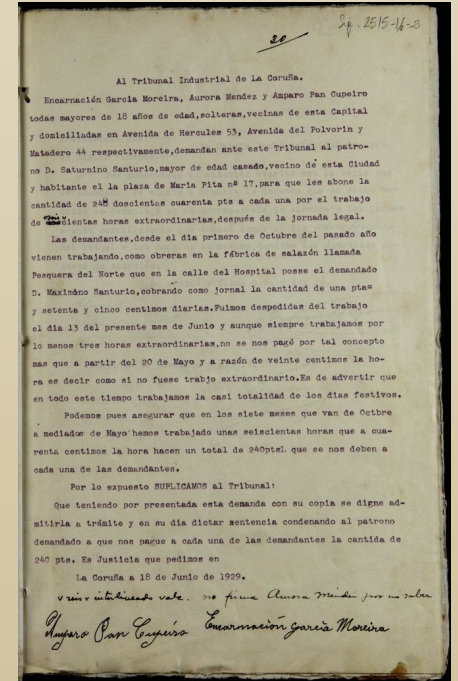 Sig. 2515-16-3
20
Al Tribunal Industrial de La Coruña.
Encarnación Garcia Moreira, Aurora Mendez y Amparo Pan Cupeiro
todas mayores de 18 años de edad,solteras,vecinas de esta Capital
y domiciliadas en Avenida de Hercules 53, Avenida del Polvorin y
Matadero 44 respectivamente,demandan ante este Tribunal al patro-
no D. Saturnino Santurio,mayor de edad casado,vecino de esta Ciudad
y habitante el la plaza de Maria Pita nº 17,para que les abone la
cantidad de 240 doscientas cuarenta pts a cada una por el trabajo
de seiscientas horas extraordinarias,después de la jornada legal.
Las demandantes,desde el dia primero de Octubre del pasado año
vienen trabajando,como obreras en la fábrica de salazón llamada
Pesquera del Norte que en la calle del Hospital posse el demandado
D. Maximino Santurio,cobrando como jornal la cantidad de una pta=
y setenta y cinco centimos diarias.Fuimos despedidas del trabajo
el dia 13 del presente mes de Junio y aunque siempre trabajamos por
lo menos tres horas extraordinarias,no se nos pagó por tal concepto
mas que a partir del 20 de Mayo y a razón de veinte centimos la ho-
ra es decir como si no fuese trabjo extraordinario.Es de advertir que
en todo este tiempo trabajamos la casi totalidad de los dias festivos.
Podemos pues asegurar que en los siete meses que van de Octbre
a mediados de Mayo hemos trabajado unas seiscientas horas que a cua-
renta centimos la hora hacen un total de 240ptsL que se nos deben a
cada una de las demandantes.
Por lo expuesto SUPLICAMOS al Tribunal:
Que teniendo por presentada esta demanda con su copia se digne ad-
mitirla a trámite y en su dia dictar sentencia condenando al patrono
demandado a que nos pague a cada una de las demandantes la cantida de
240 pts. Es Justicia que pedimos en
La Coruña a 18 de Junio de 1929.
v seis v interlineado vale. no firma Aurora Méndez por no saber
Amparo Pan Cupeiro Encarnación García Moreira